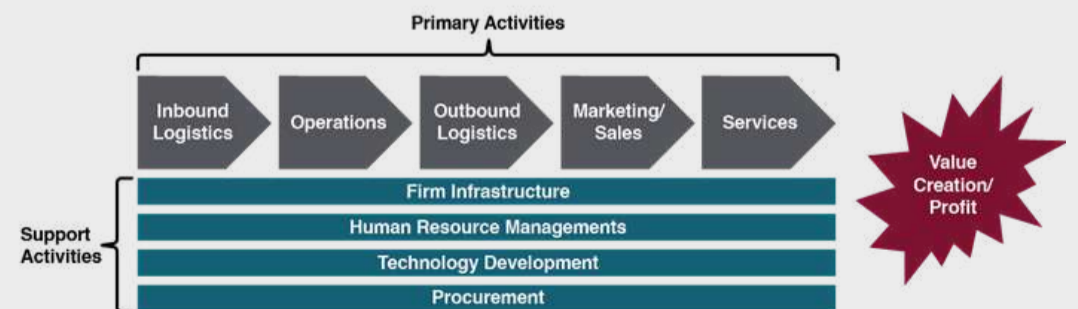 Primary Activities
Inbound
Logistics
Operations
Outbound
Logistics
Marketing/
Sales
Services
Value
Creation/
Profit
Support
Activities
Firm Infrastructure
Human Resource Managements
Technology Development
Procurement